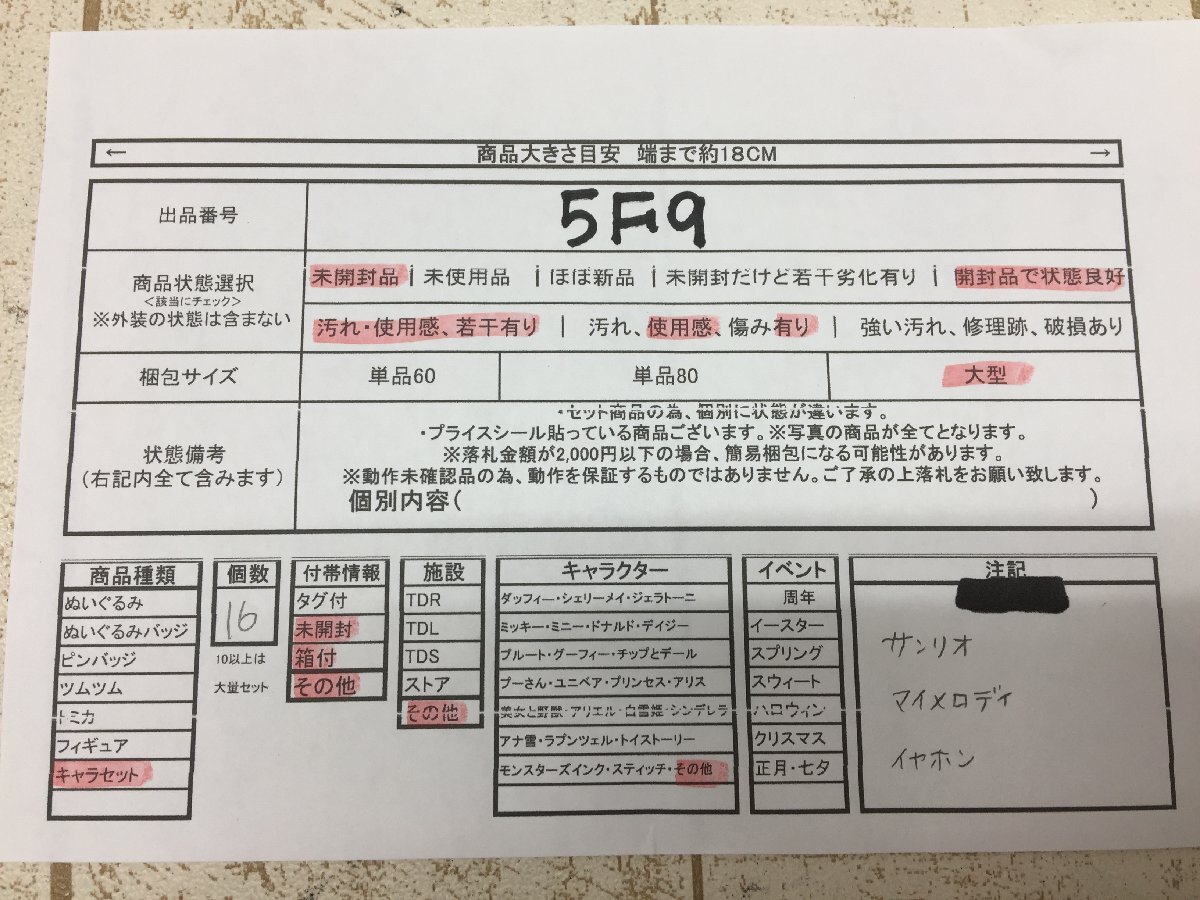 ← 商品大きさ目安 端まで約18CM →
出品番号 5F9
商品状態選択
<該当にチェック>
※外装の状態は含まない
未開封品 | 未使用品 | ほぼ新品 | 未開封だけど若干劣化有り | 開封品で状態良好
汚れ・使用感、若干有り | 汚れ、使用感、傷み有り | 強い汚れ、修理跡、破損あり
梱包サイズ 単品60 単品80 大型
状態備考
(右記内全て含みます)
・セット商品の為、個別に状態が違います。
・プライスシール貼っている商品ございます。※写真の商品が全てとなります。
※落札金額が2,000円以下の場合、簡易梱包になる可能性があります。
※動作未確認品の為、動作を保証するものではありません。ご了承の上落札をお願い致します。
個別内容( )
商品種類
ぬいぐるみ
ぬいぐるみバッジ
ピンバッジ
ツムツム
トミカ
フィギュア
キャラセット
個数
16
10以上は
大量セット
付帯情報
タグ付
未開封
箱付
その他
施設
TDR
TDL
TDS
ストア
その他
キャラクター
ダッフィー・シェリーメイ・ジェラトーニ
ミッキー・ミニー・ドナルド・デイジー
プルート・グーフィー・チップとデール
プーさん・ユニベア・プリンセス・アリス
美女と野獣・アリエル・白雪姫・シンデレラ
アナ雪・ラプンツェル・トイストーリー
モンスターズインク・スティッチ・その他
イベント
周年
イースター
スプリング
スウィート
ハロウィン
クリスマス
正月・七夕
注記
サンリオ
マイメロディ
イヤホン